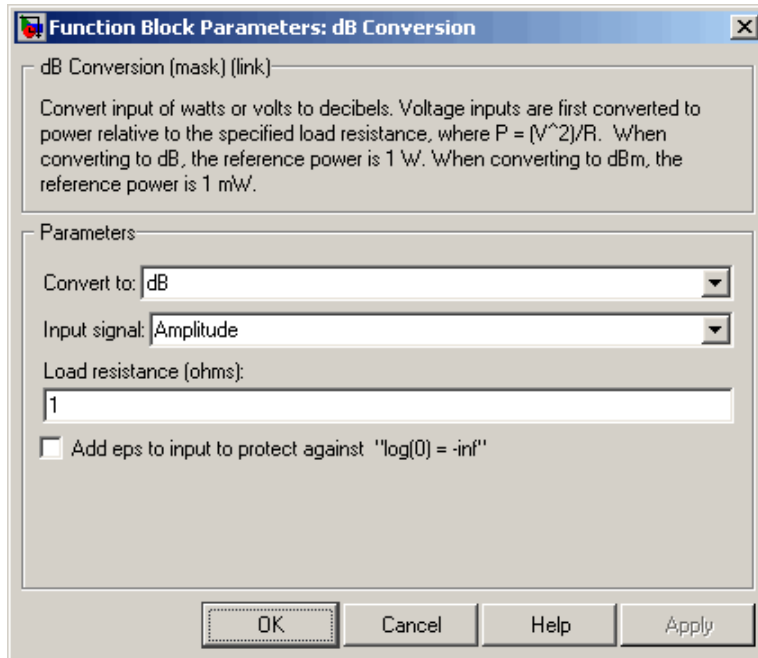 Function Block Parameters: dB Conversion
dB Conversion (mask) (link)
Convert input of watts or volts to decibels. Voltage inputs are first converted to
power relative to the specified load resistance, where P = (V^2)/R.  When
converting to dB, the reference power is 1 W. When converting to dBm, the
reference power is 1 mW.
Parameters
Convert to: dB
Input signal: Amplitude
Load resistance (ohms):
1
Add eps to input to protect against  "log(0) = -inf"
OK Cancel Help Apply